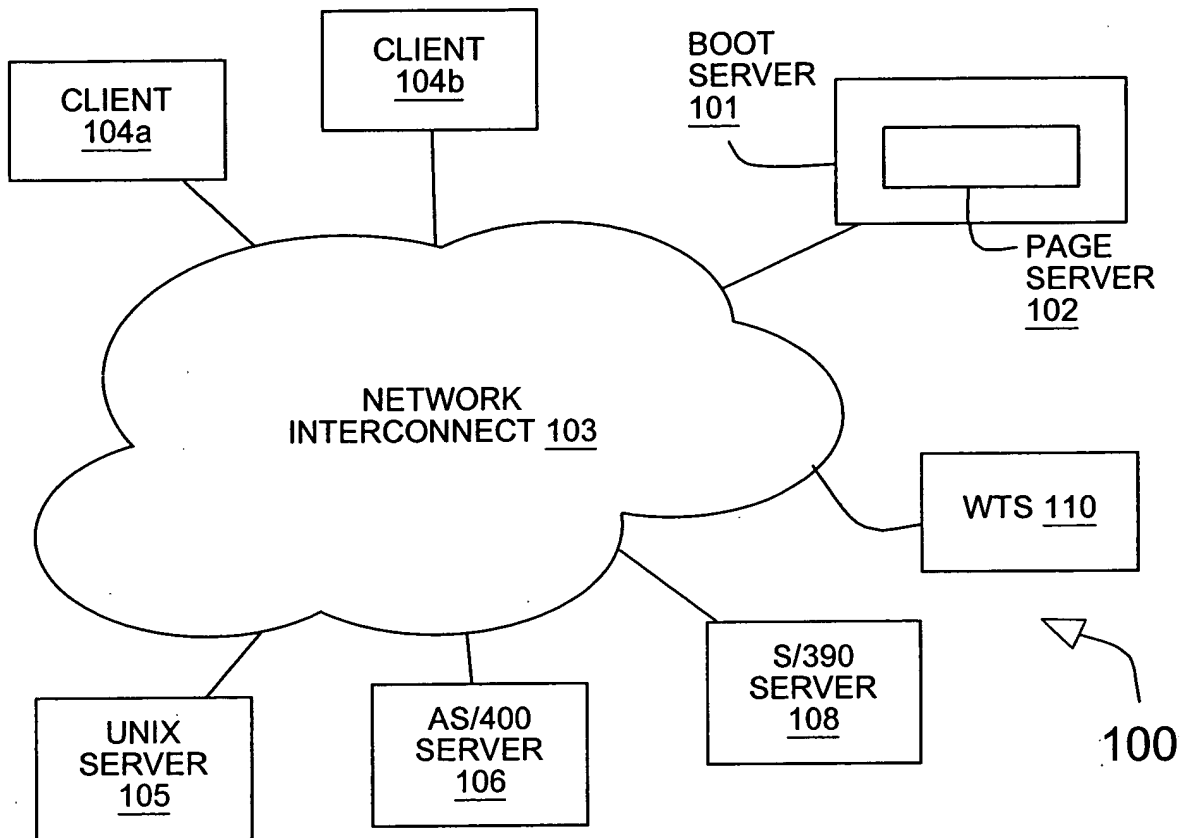 CLIENT
104a
CLIENT
104b
BOOT
SERVER
101
PAGE
SERVER
102
NETWORK
INTERCONNECT 103
WTS 110
S/390
SERVER
108
AS/400
SERVER
106
UNIX
SERVER
105
100